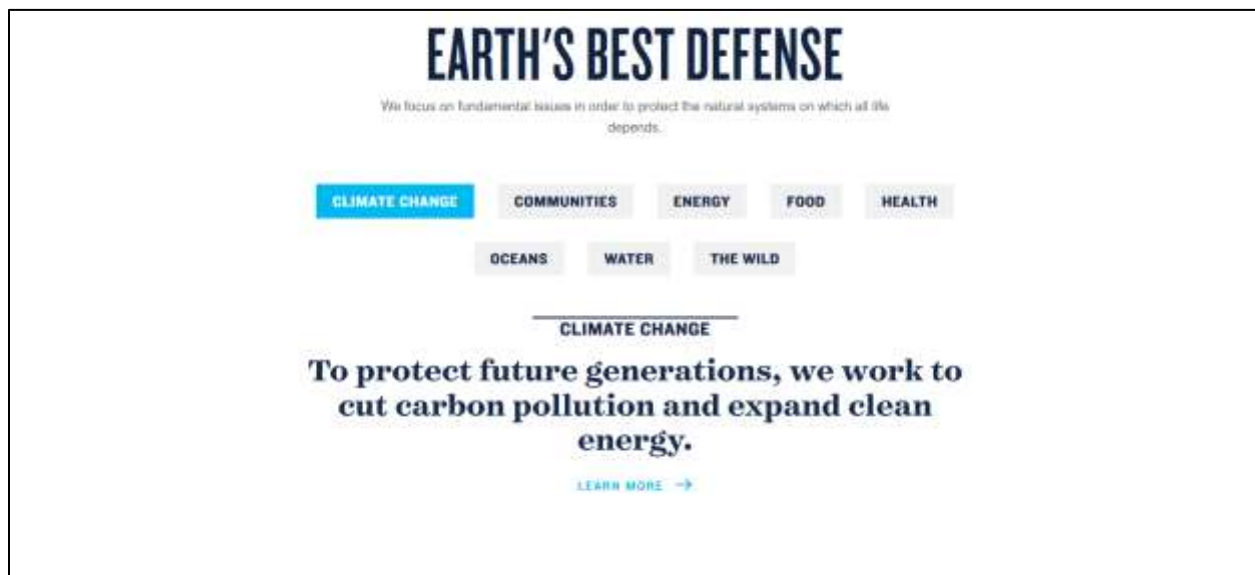 EARTH'S BEST DEFENSE
We focus on fundamental issues in order to protect the natural systems on which all life
depends.
CLIMATE CHANGE COMMUNITIES ENERGY FOOD HEALTH
OCEANS WATER THE WILD
CLIMATE CHANGE
To protect future generations, we work to
cut carbon pollution and expand clean
energy.
LEARN MORE →